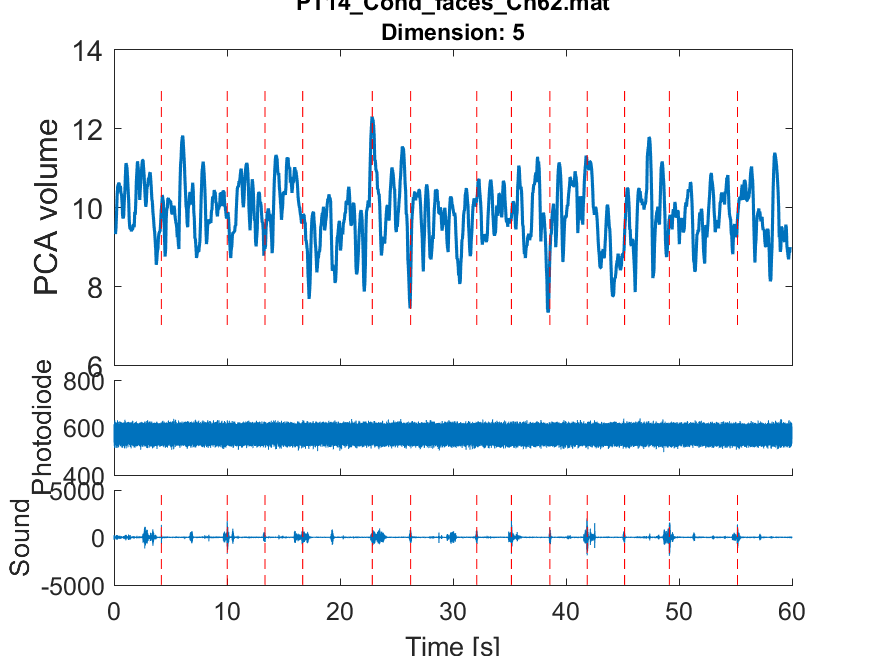 PT14_Cond_faces_Ch62.mat
Dimension: 5
14
12
10
8
6
PCA volume
800
600
400
Photodiode
5000
0
-5000
Sound
0 10 20 30 40 50 60
Time [s]